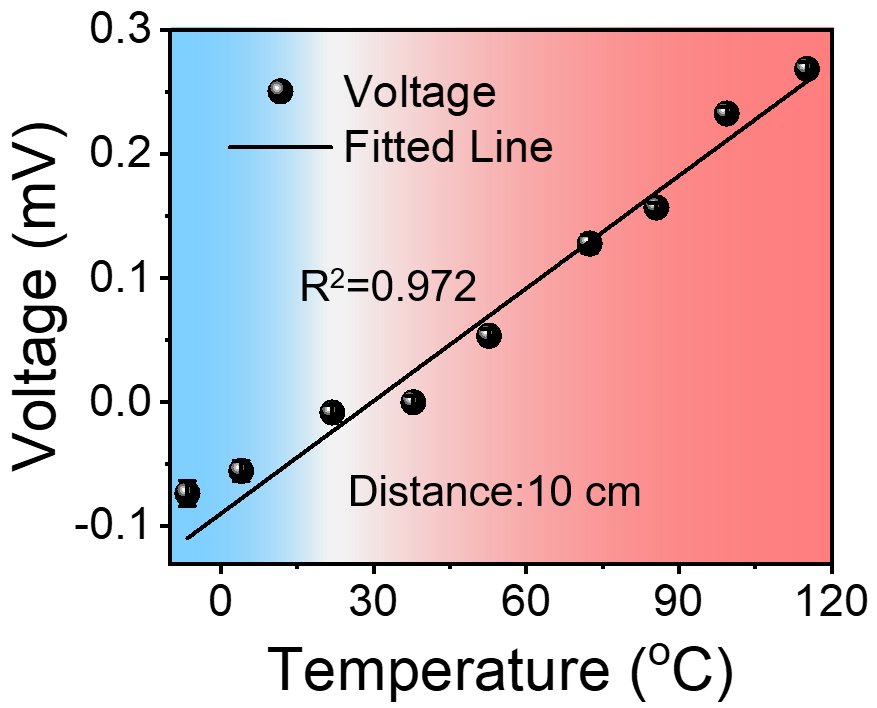 0.3
0.2
0.1
0.0
-0.1
Voltage (mV)
Voltage
Fitted Line
R²=0.972
Distance:10 cm
0 30 60 90 120
Temperature (°C)